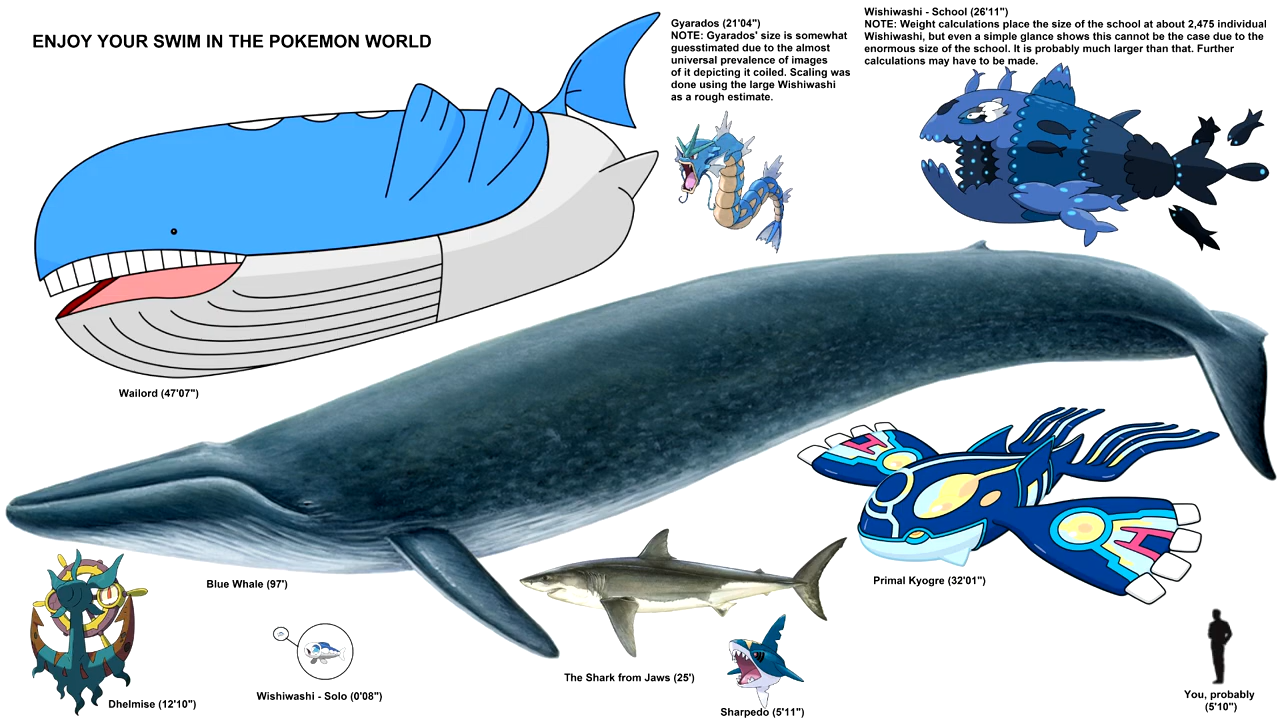 ENJOY YOUR SWIM IN THE POKEMON WORLD
Gyarados (21'04")
NOTE: Gyarados' size is somewhat
guesstimated due to the almost
universal prevalence of images
of it depicting it coiled. Scaling was
done using the large Wishiwashi
as a rough estimate.
Wishiwashi - School (26'11")
NOTE: Weight calculations place the size of the school at about 2,475 individual
Wishiwashi, but even a simple glance shows this cannot be the case due to the
enormous size of the school. It is probably much larger than that. Further
calculations may have to be made.
Wailord (47'07")
Blue Whale (97')
Primal Kyogre (32'01")
Dhelmise (12'10")
Wishiwashi - Solo (0'08")
The Shark from Jaws (25')
Sharpedo (5'11")
You, probably
(5'10")